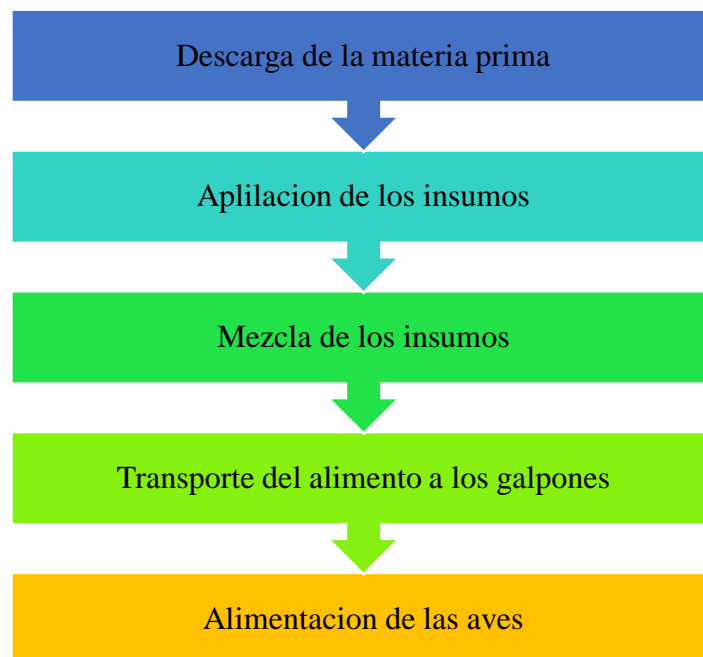 Descarga de la materia prima
Aplilacion de los insumos
Mezcla de los insumos
Transporte del alimento a los galpones
Alimentacion de las aves